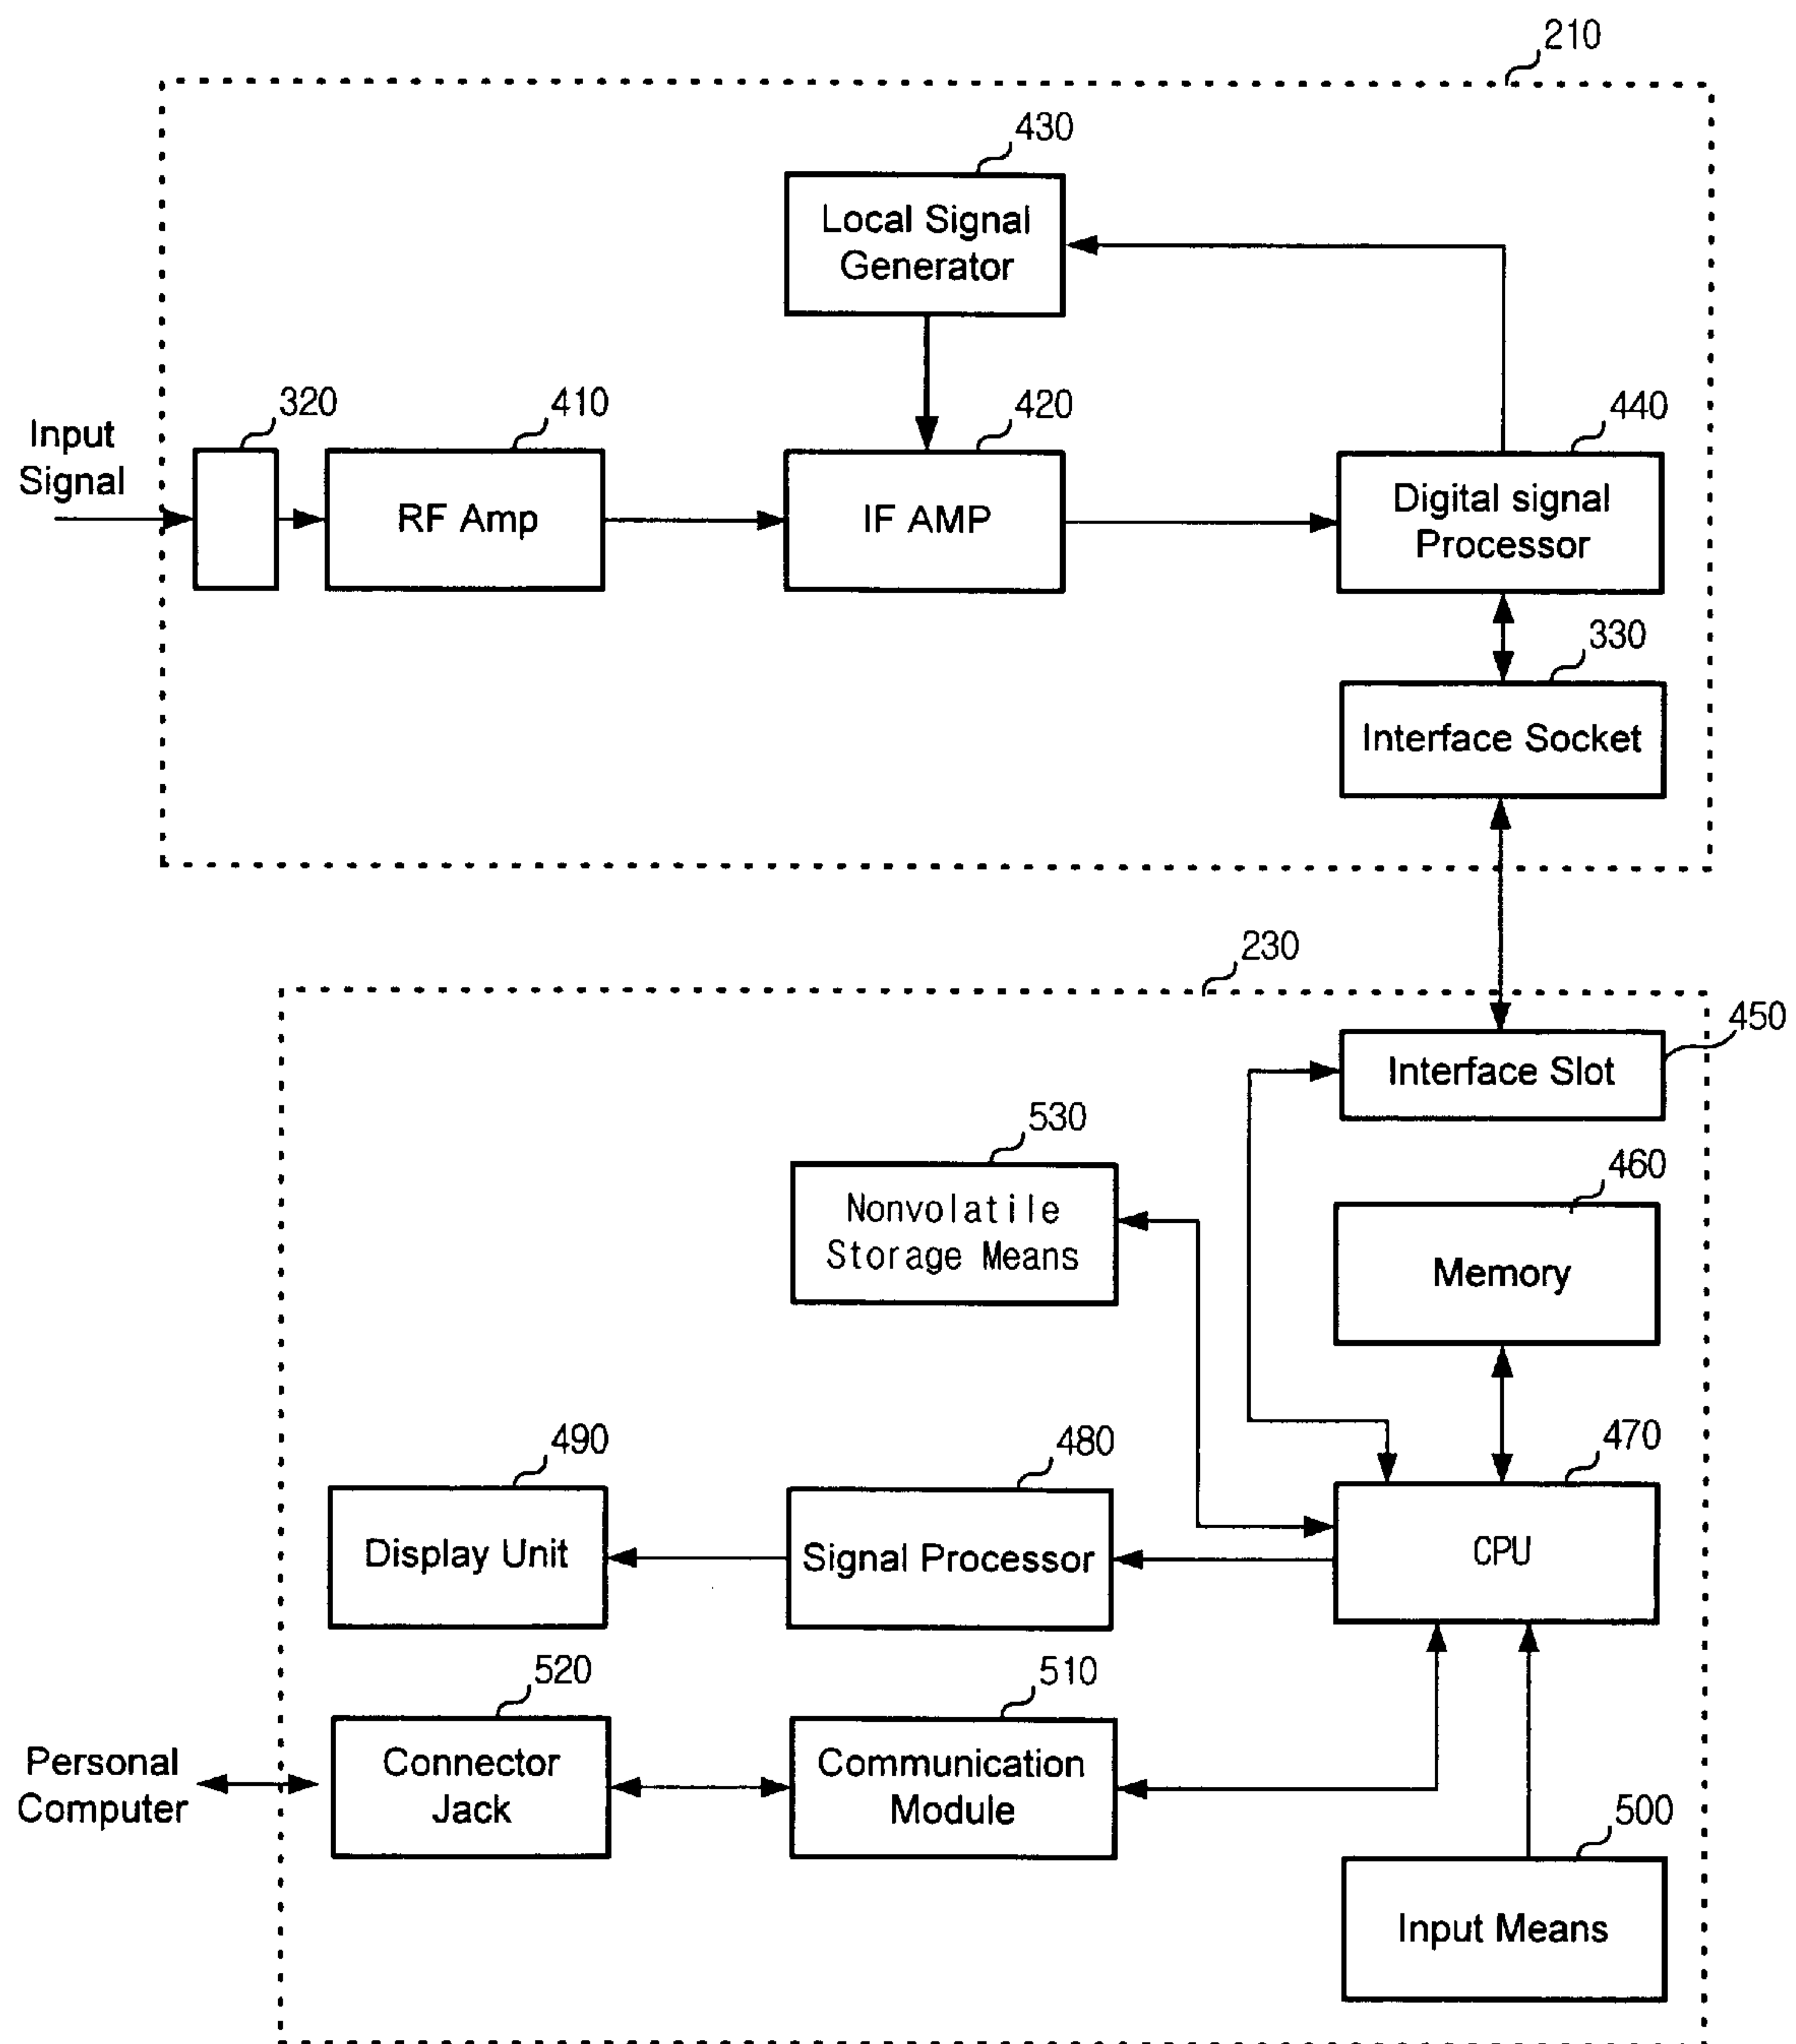 210
430
Local Signal
Generator
320
410
420
440
Input
Signal
RF Amp
IF AMP
Digital signal
Processor
330
Interface Socket
230
450
Interface Slot
530
460
Nonvolatile
Storage Means
Memory
490
480
470
Display Unit
Signal Processor
CPU
520
510
Personal
Computer
Connector
Jack
Communication
Module
500
Input Means